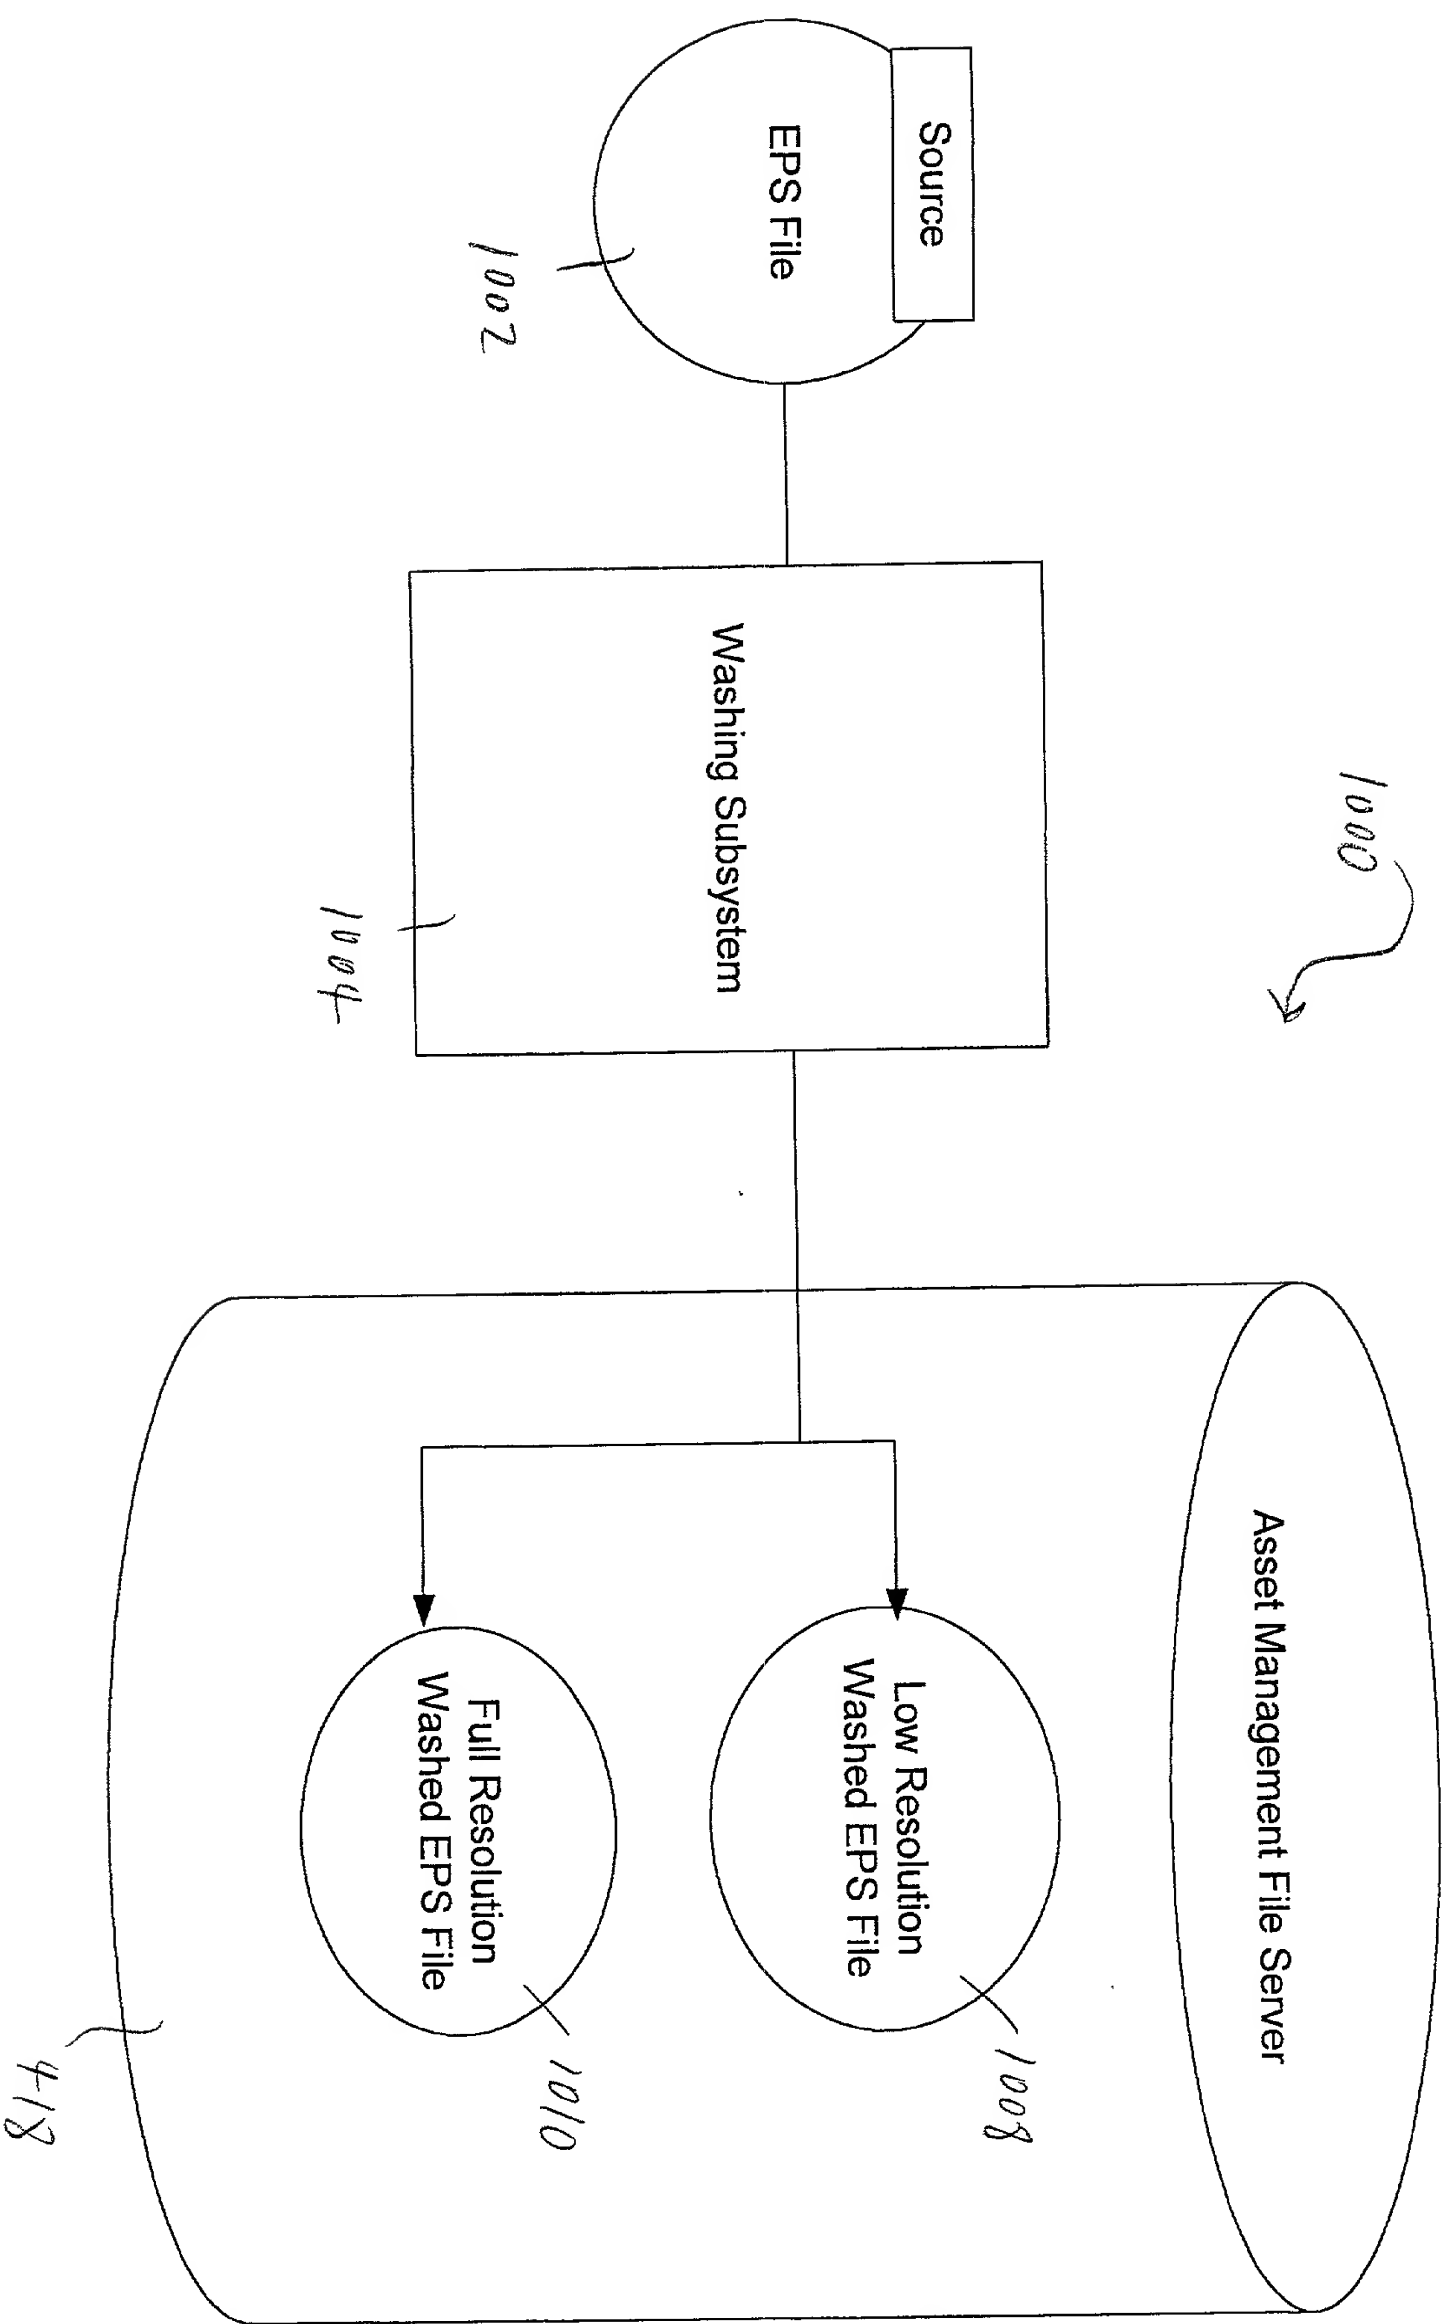 1000
Source
EPS File
1002
Washing Subsystem
1004
Asset Management File Server
Low Resolution
Washed EPS File
1008
Full Resolution
Washed EPS File
1010
418